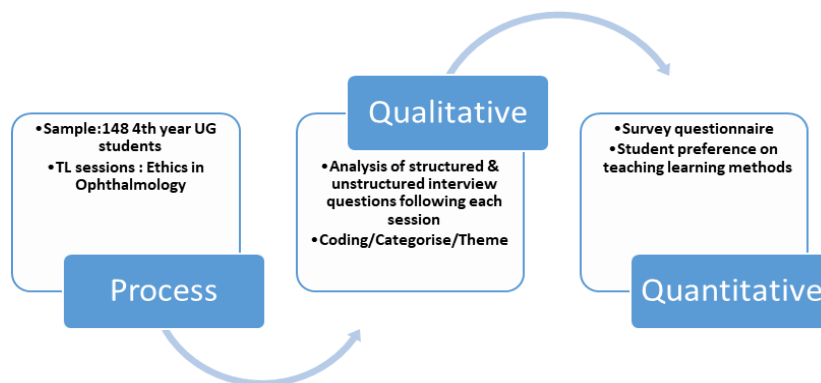 •Sample:148 4th year UG
students
•TL sessions : Ethics in
Ophthalmology
Process
Qualitative
•Analysis of structured &
unstructured interview
questions following each
session
•Coding/Categorise/Theme
•Survey questionnaire
•Student preference on
teaching learning methods
Quantitative